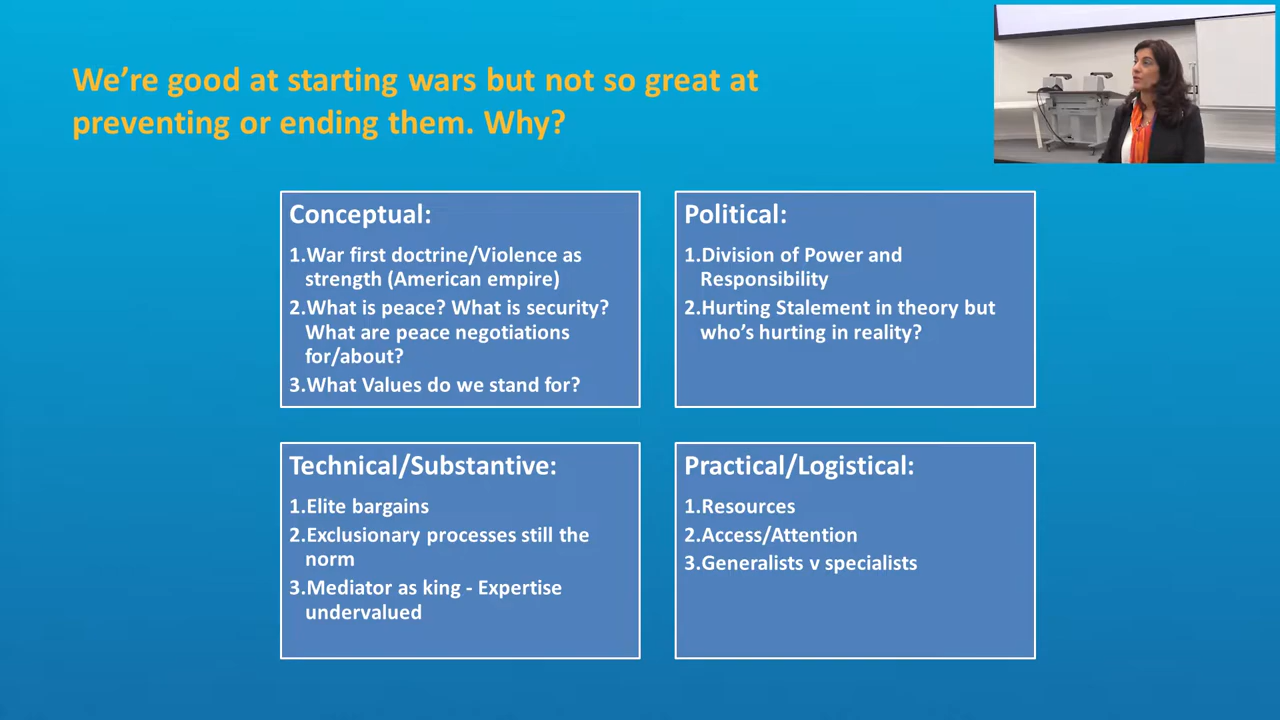 We’re good at starting wars but not so great at
preventing or ending them. Why?
Conceptual:
1.War first doctrine/Violence as
strength (American empire)
2.What is peace? What is security?
What are peace negotiations
for/about?
3.What Values do we stand for?
Political:
1.Division of Power and
Responsibility
2.Hurting Stalement in theory but
who’s hurting in reality?
Technical/Substantive:
1.Elite bargains
2.Exclusionary processes still the
norm
3.Mediator as king - Expertise
undervalued
Practical/Logistical:
1.Resources
2.Access/Attention
3.Generalists v specialists